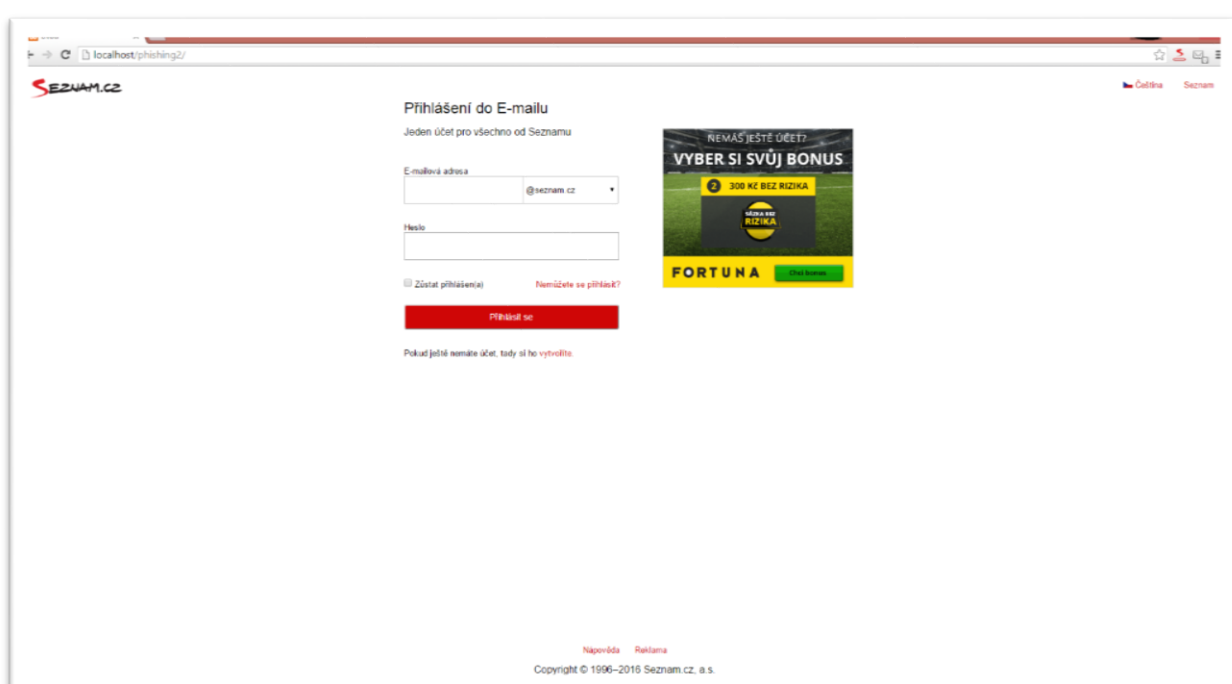 localhost/phishing2/
SEZNAM.CZ
Čeština Seznam
Přihlášení do E-mailu
Jeden účet pro všechno od Seznamu
E-mailová adresa
@seznam.cz
Heslo
Zůstat přihlášen(a) Nemůžete se přihlásit?
Přihlásit se
Pokud ještě nemáte účet, tady si ho vytvoříte.
NEMÁŠ JEŠTĚ ÚČET?
VYBER SI SVŮJ BONUS
2 300 Kč BEZ RIZIKA
SÁZKA BEZ
RIZIKA
FORTUNA Chci bonus
Nápověda Reklama
Copyright © 1996–2016 Seznam.cz, a.s.